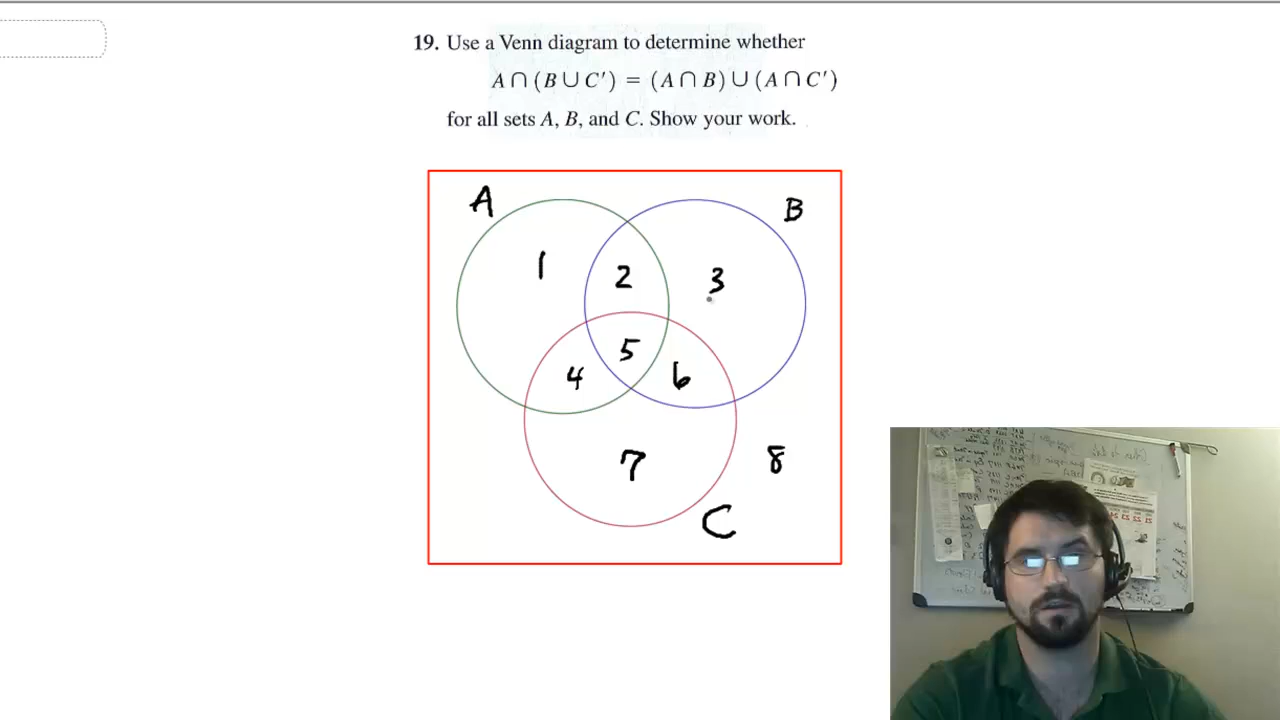 19. Use a Venn diagram to determine whether
A ∩ (B ∪ C′) = (A ∩ B) ∪ (A ∩ C′)
for all sets A, B, and C. Show your work.
A
B
1
2
3
5
4
6
7
8
C